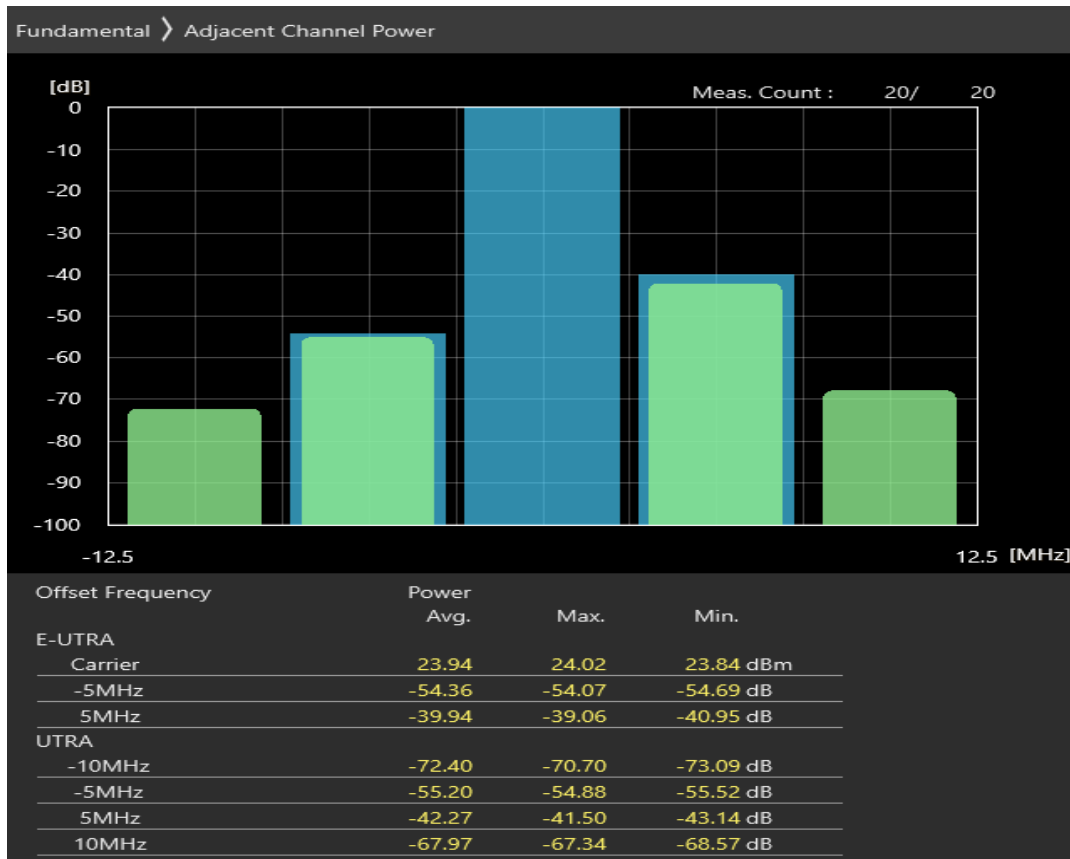 Fundamental 〉 Adjacent Channel Power
[dB]
Meas. Count : 20/ 20
0
-10
-20
-30
-40
-50
-60
-70
-80
-90
-100
-12.5 12.5 [MHz]
Offset Frequency Power
Avg. Max. Min.
E-UTRA
Carrier 23.94 24.02 23.84 dBm
-5MHz -54.36 -54.07 -54.69 dB
5MHz -39.94 -39.06 -40.95 dB
UTRA
-10MHz -72.40 -70.70 -73.09 dB
-5MHz -55.20 -54.88 -55.52 dB
5MHz -42.27 -41.50 -43.14 dB
10MHz -67.97 -67.34 -68.57 dB